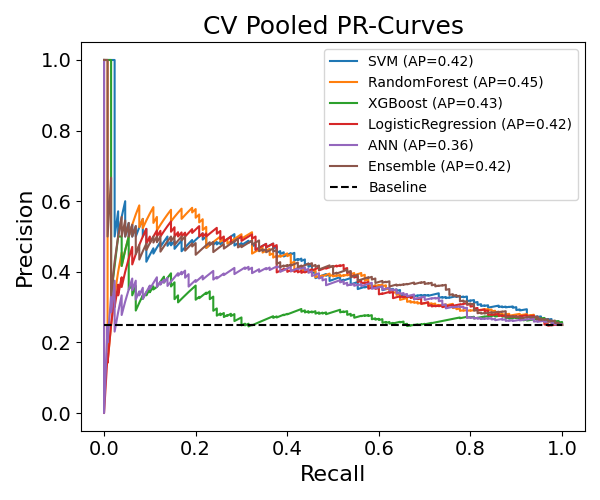 CV Pooled PR-Curves
SVM (AP=0.42)
RandomForest (AP=0.45)
XGBoost (AP=0.43)
LogisticRegression (AP=0.42)
ANN (AP=0.36)
Ensemble (AP=0.42)
Baseline
Precision
1.0
0.8
0.6
0.4
0.2
0.0
0.0 0.2 0.4 0.6 0.8 1.0
Recall